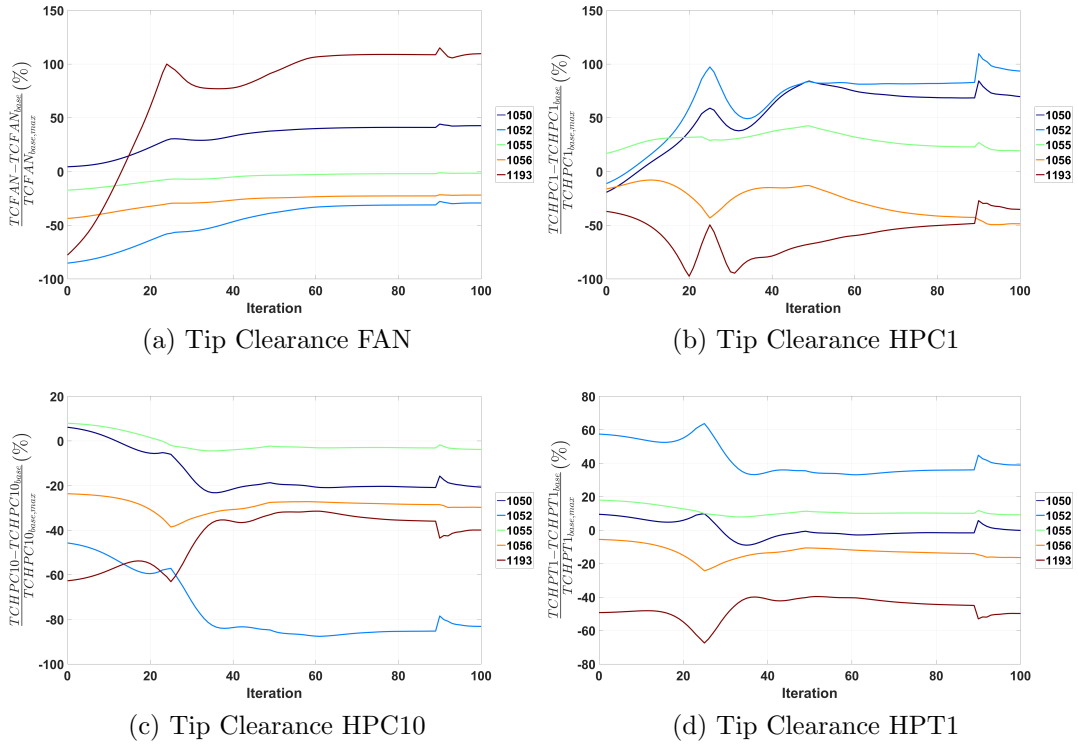 150
100
50
0
-50
-100
0 20 40 60 80 100
Iteration
TCFAN−TCFAN_base
TCFAN_base,max
(%)
1050
1052
1055
1056
1193
(a) Tip Clearance FAN
150
100
50
0
-50
-100
0 20 40 60 80 100
Iteration
TCHPC1−TCHPC1_base
TCHPC1_base,max
(%)
1050
1052
1055
1056
1193
(b) Tip Clearance HPC1
20
0
-20
-40
-60
-80
-100
0 20 40 60 80 100
Iteration
TCHPC10−TCHPC10_base
TCHPC10_base,max
(%)
1050
1052
1055
1056
1193
(c) Tip Clearance HPC10
80
60
40
20
0
-20
-40
-60
-80
0 20 40 60 80 100
Iteration
TCHPT1−TCHPT1_base
TCHPT1_base,max
(%)
1050
1052
1055
1056
1193
(d) Tip Clearance HPT1